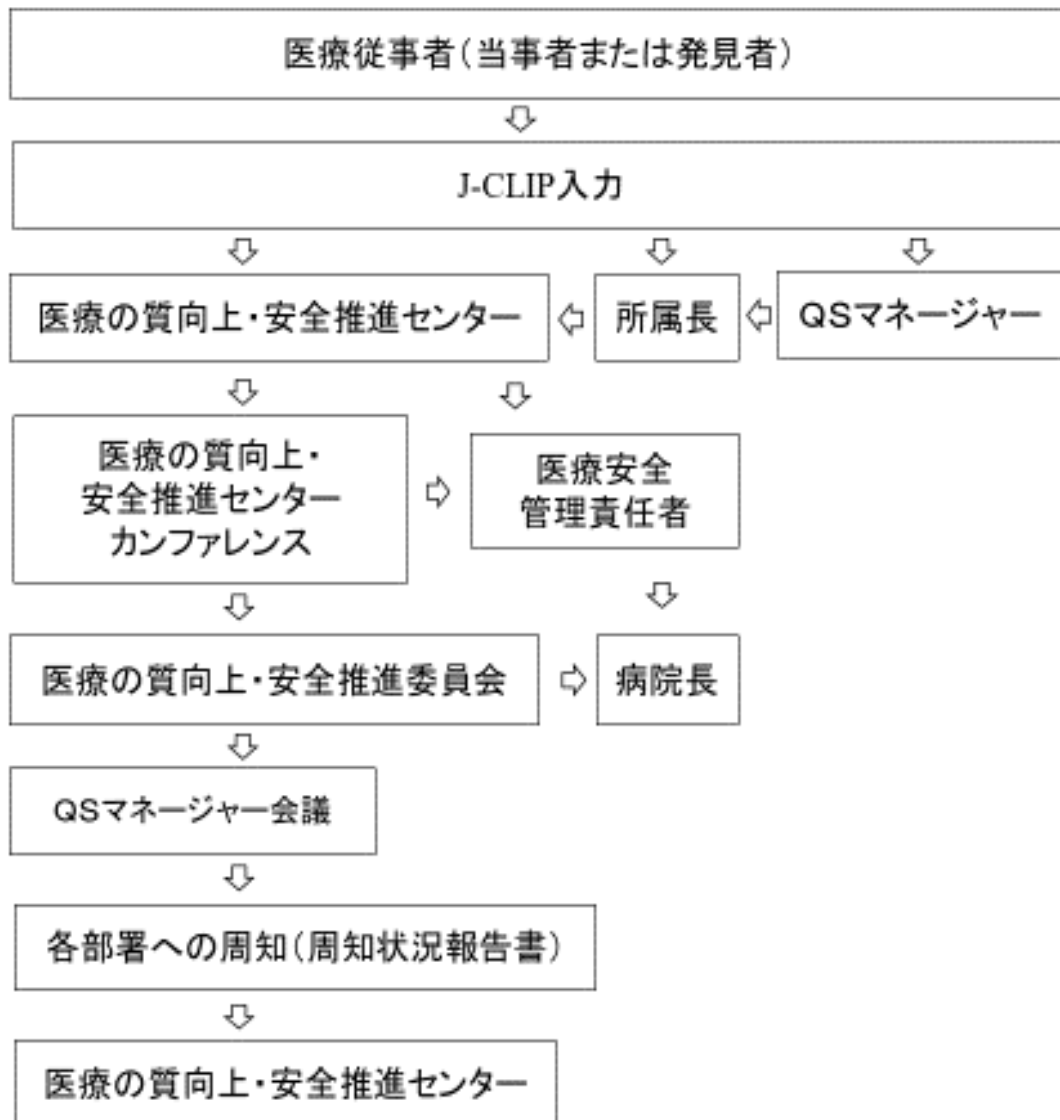 医療従事者（当事者または発見者）
J-CLIP入力
医療の質向上・安全推進センター
所属長
QSマネージャー
医療の質向上・
安全推進センター
カンファレンス
医療安全
管理責任者
医療の質向上・安全推進委員会
病院長
QSマネージャー会議
各部署への周知（周知状況報告書）
医療の質向上・安全推進センター